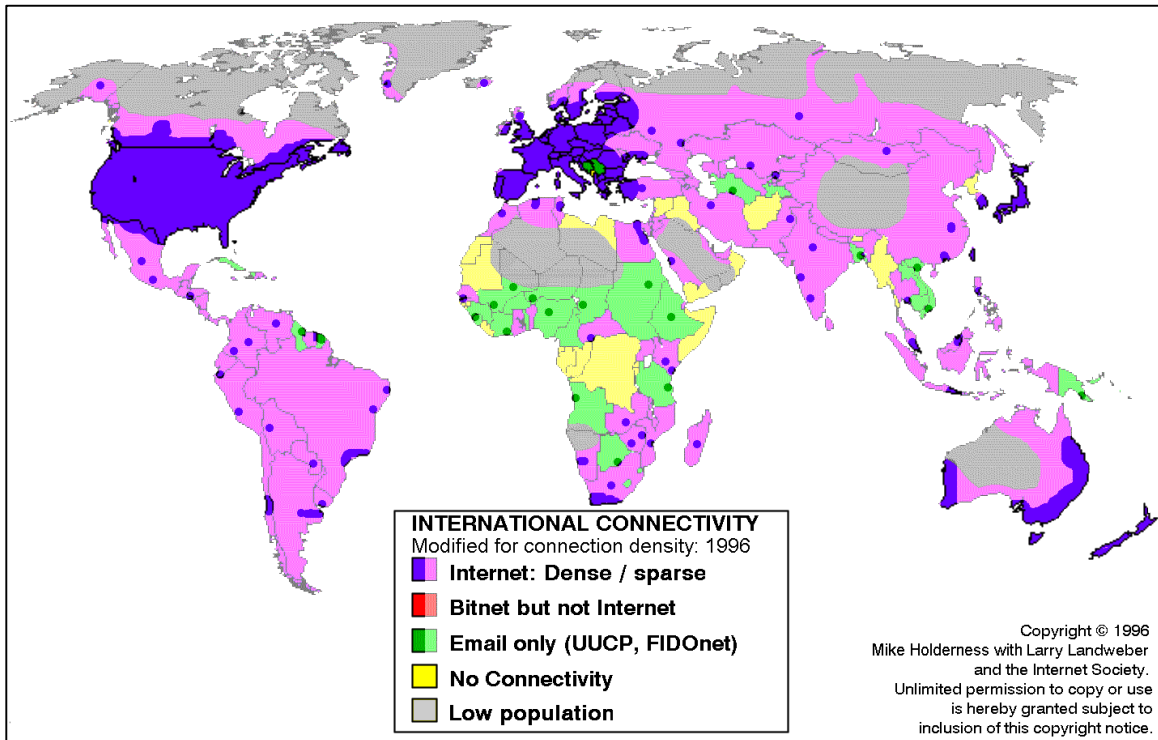 INTERNATIONAL CONNECTIVITY
Modified for connection density: 1996
Internet: Dense / sparse
Bitnet but not Internet
Email only (UUCP, FIDOnet)
No Connectivity
Low population
Copyright © 1996
Mike Holderness with Larry Landweber
and the Internet Society.
Unlimited permission to copy or use
is hereby granted subject to
inclusion of this copyright notice.